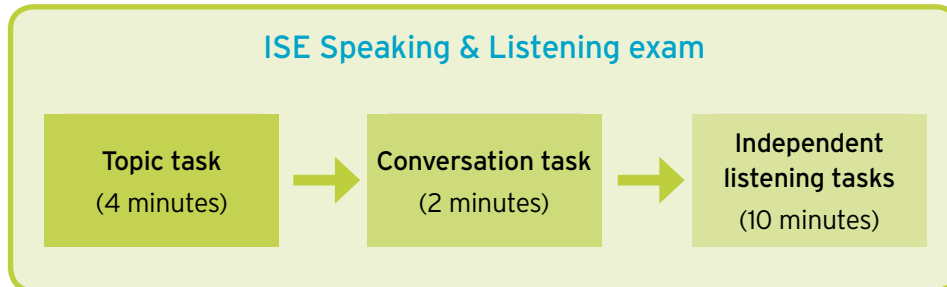 ISE Speaking & Listening exam
Topic task
(4 minutes)
Conversation task
(2 minutes)
Independent
listening tasks
(10 minutes)